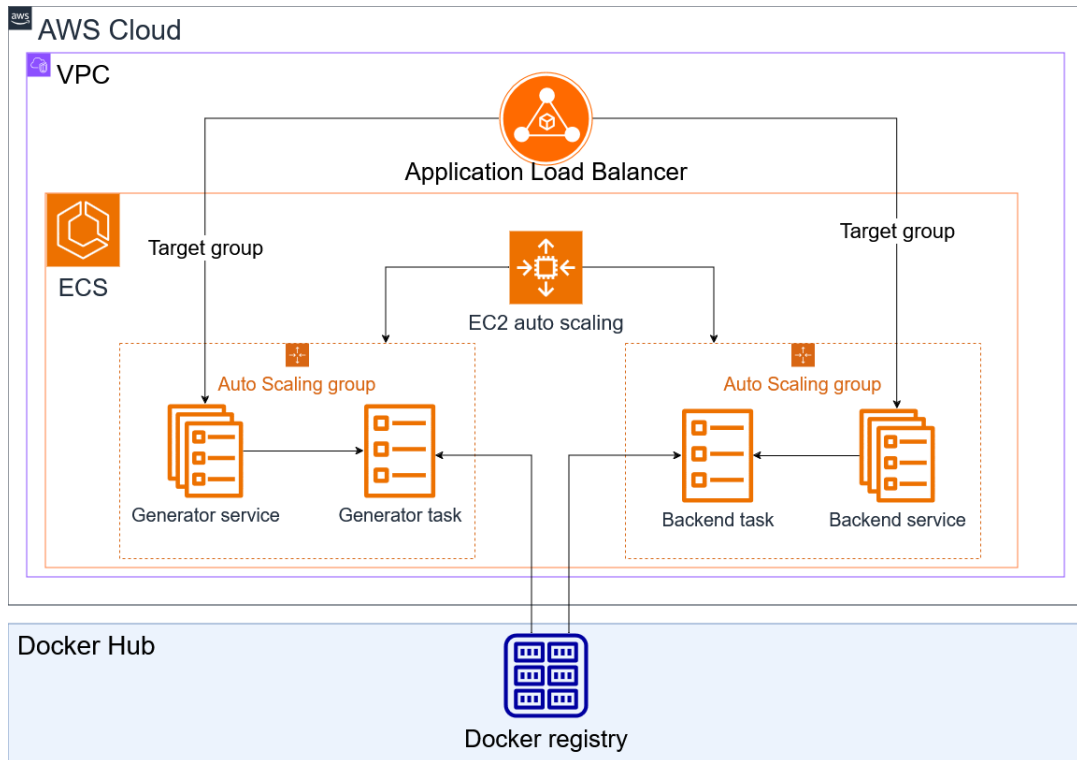 aws
AWS Cloud
VPC
Application Load Balancer
Target group
Target group
ECS
EC2 auto scaling
Auto Scaling group
Auto Scaling group
Generator service
Generator task
Backend task
Backend service
Docker Hub
Docker registry